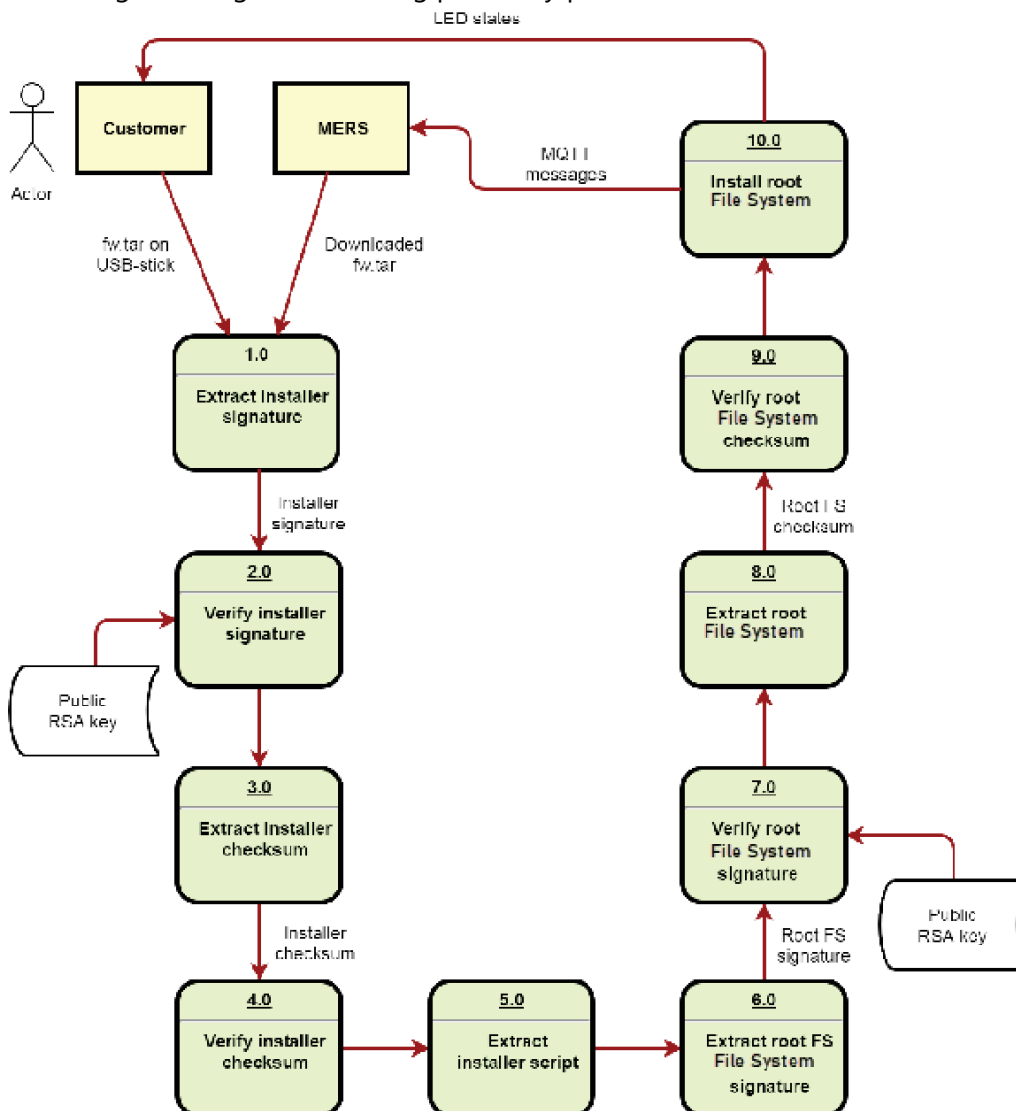 LED states
Customer
MERS
Actor
MQTT
messages
10.0
Install root
File System
fw.tar on
USB-stick
Downloaded
fw.tar
1.0
Extract Installer
signature
9.0
Verify root
File System
checksum
Installer
signature
Root FS
checksum
2.0
Verify installer
signature
8.0
Extract root
File System
Public
RSA key
3.0
Extract Installer
checksum
7.0
Verify root
File System
signature
Installer
checksum
Root FS
signature
Public
RSA key
4.0
Verify installer
checksum
5.0
Extract
installer script
6.0
Extract root FS
File System
signature